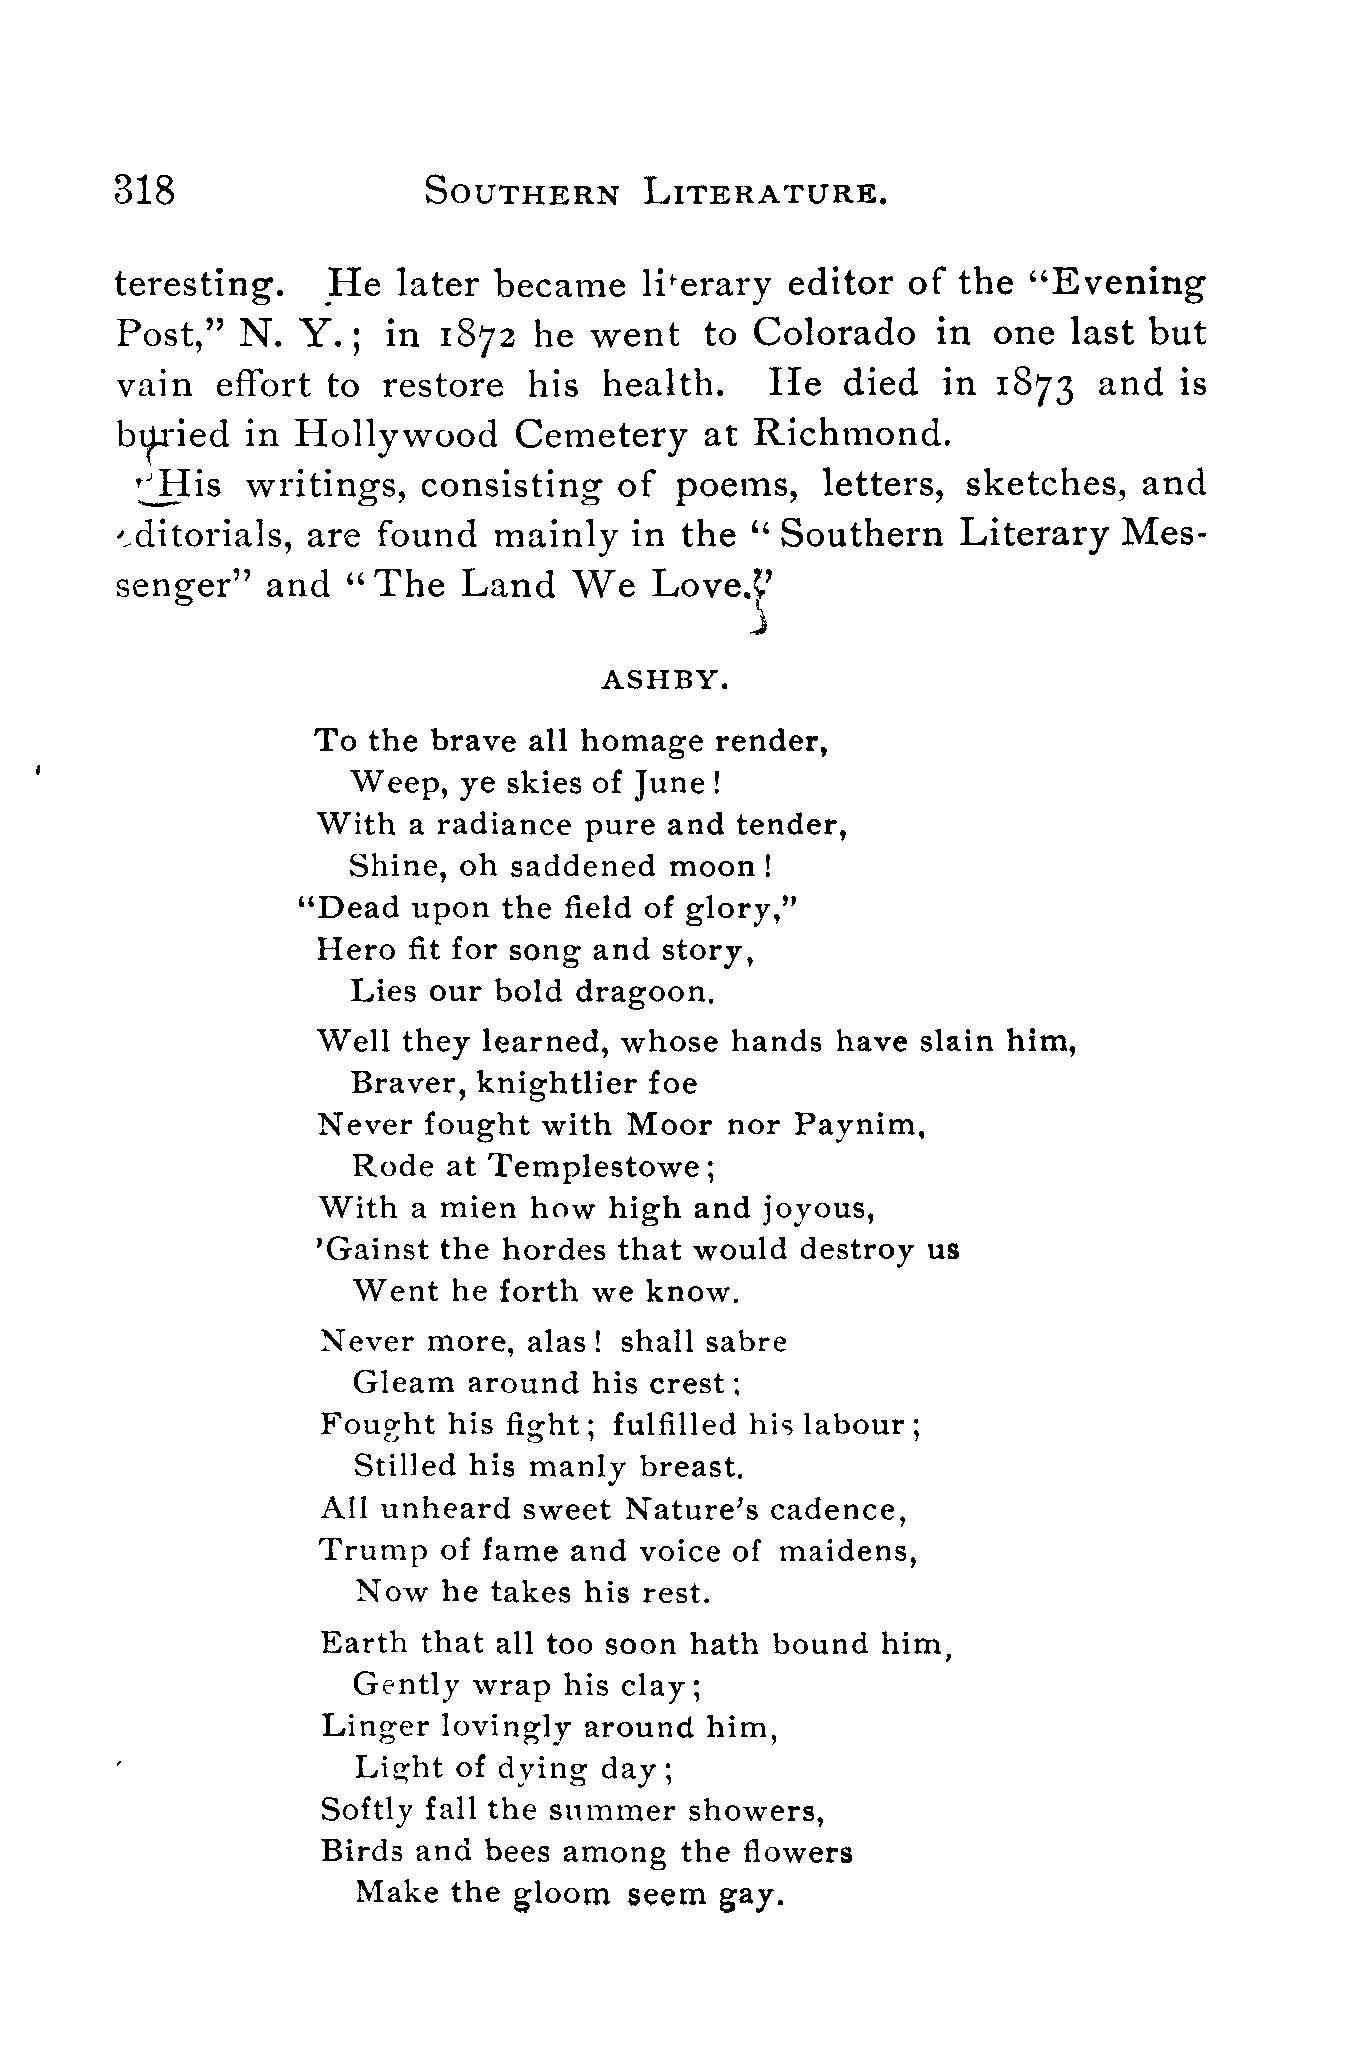 318 SOUTHERN LITERATURE.
teresting. He later became literary editor of the “Evening
Post,” N. Y.; in 1872 he went to Colorado in one last but
vain effort to restore his health. He died in 1873 and is
buried in Hollywood Cemetery at Richmond.
His writings, consisting of poems, letters, sketches, and
editorials, are found mainly in the “Southern Literary Mes-
senger” and “The Land We Love.”
ASHBY.
To the brave all homage render,
Weep, ye skies of June!
With a radiance pure and tender,
Shine, oh saddened moon!
“Dead upon the field of glory,”
Hero fit for song and story,
Lies our bold dragoon.
Well they learned, whose hands have slain him,
Braver, knightlier foe
Never fought with Moor nor Paynim,
Rode at Templestowe;
With a mien how high and joyous,
’Gainst the hordes that would destroy us
Went he forth we know.
Never more, alas! shall sabre
Gleam around his crest;
Fought his fight; fulfilled his labour;
Stilled his manly breast.
All unheard sweet Nature’s cadence,
Trump of fame and voice of maidens,
Now he takes his rest.
Earth that all too soon hath bound him,
Gently wrap his clay;
Linger lovingly around him,
Light of dying day;
Softly fall the summer showers,
Birds and bees among the flowers
Make the gloom seem gay.